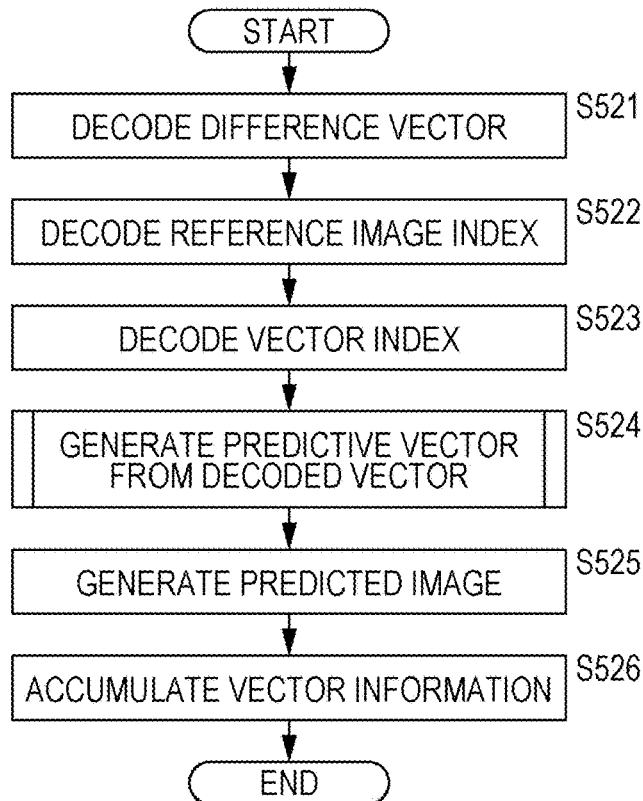 START
DECODE DIFFERENCE VECTOR
S521
DECODE REFERENCE IMAGE INDEX
S522
DECODE VECTOR INDEX
S523
GENERATE PREDICTIVE VECTOR
FROM DECODED VECTOR
S524
GENERATE PREDICTED IMAGE
S525
ACCUMULATE VECTOR INFORMATION
S526
END